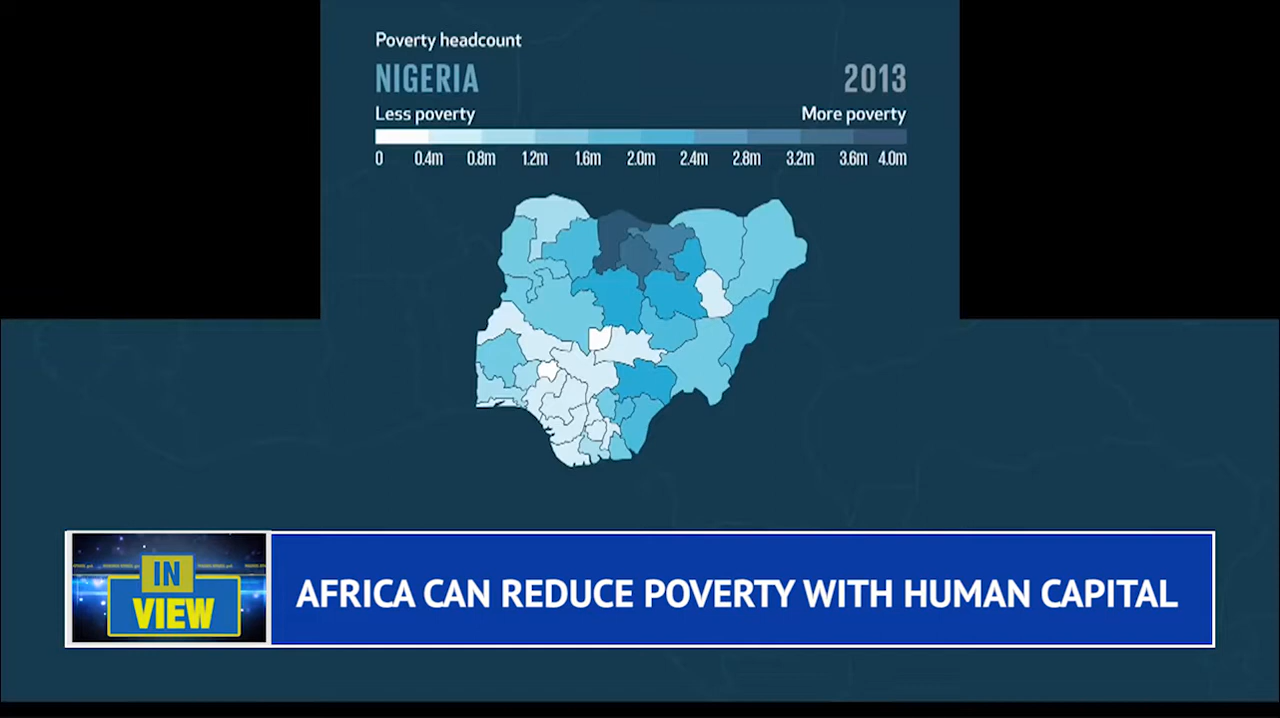 Poverty headcount
NIGERIA 2013
Less poverty More poverty
0 0.4m 0.8m 1.2m 1.6m 2.0m 2.4m 2.8m 3.2m 3.6m 4.0m
IN
VIEW
AFRICA CAN REDUCE POVERTY WITH HUMAN CAPITAL